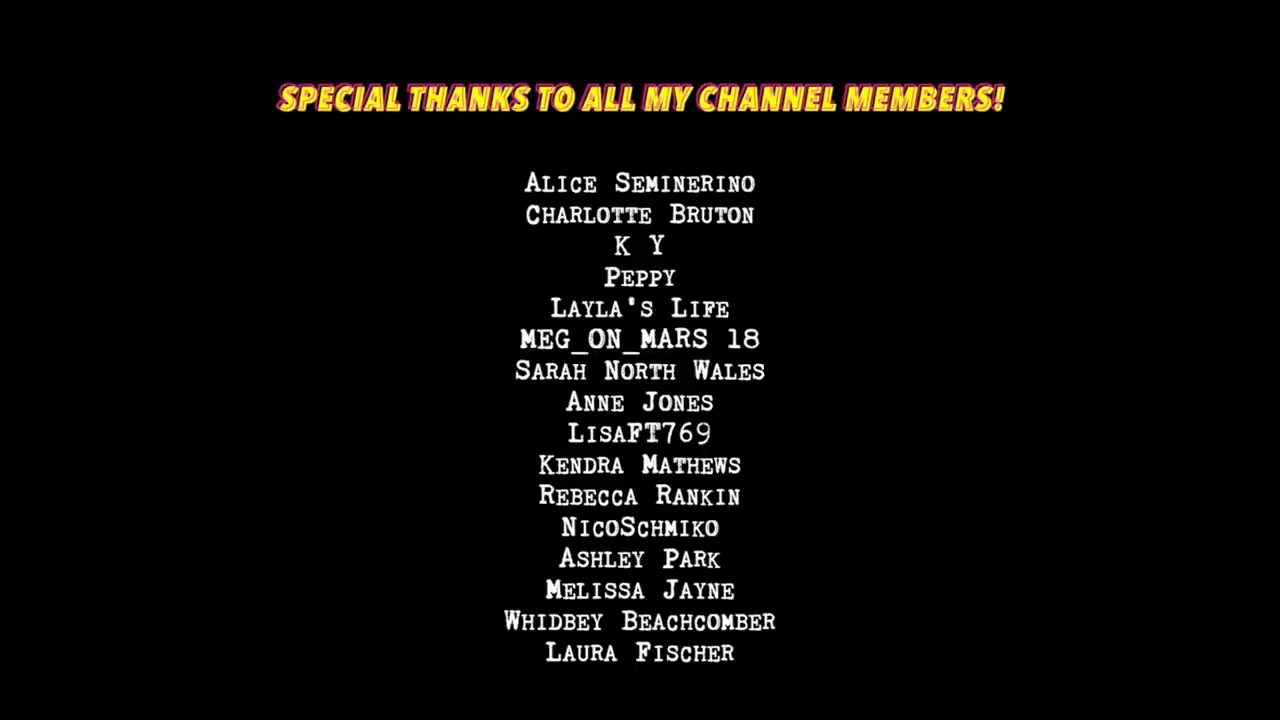 SPECIAL THANKS TO ALL MY CHANNEL MEMBERS!
Alice Seminerino
Charlotte Bruton
K Y
Peppy
Layla's Life
MEG_ON_MARS 18
Sarah North Wales
Anne Jones
LisaFT769
Kendra Mathews
Rebecca Rankin
NicoSchmiko
Ashley Park
Melissa Jayne
Whidbey Beachcomber
Laura Fischer